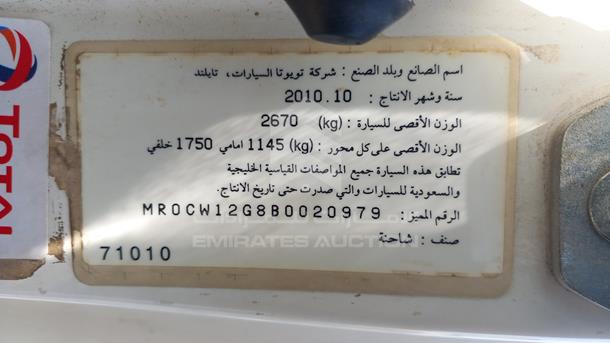 اسم الصانع وبلد الصنع : شركة تويوتا السيارات، تايلند
سنة وشهر الانتاج : 2010.10
الوزن الأقصى للسيارة : (kg) 2670
الوزن الأقصى على كل محور : (kg) 1145 امامي 1750 خلفي
تطابق هذه السيارة جميع المواصفات القياسية الخليجية
والسعودية للسيارات والتي صدرت حتى تاريخ الانتاج.
الرقم المميز : MR0CW12G8B0020979
EMIRATES AUCTION
صنف : شاحنة
71010
TOTAL